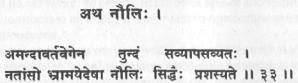 अथ नौलिः ।
अमन्दावर्तवेगेन तुन्दं सव्यापसव्यतः ।
नतांसो भ्रामयेदेषा नौलिः सिद्धैः प्रशस्यते ॥ ३३ ॥